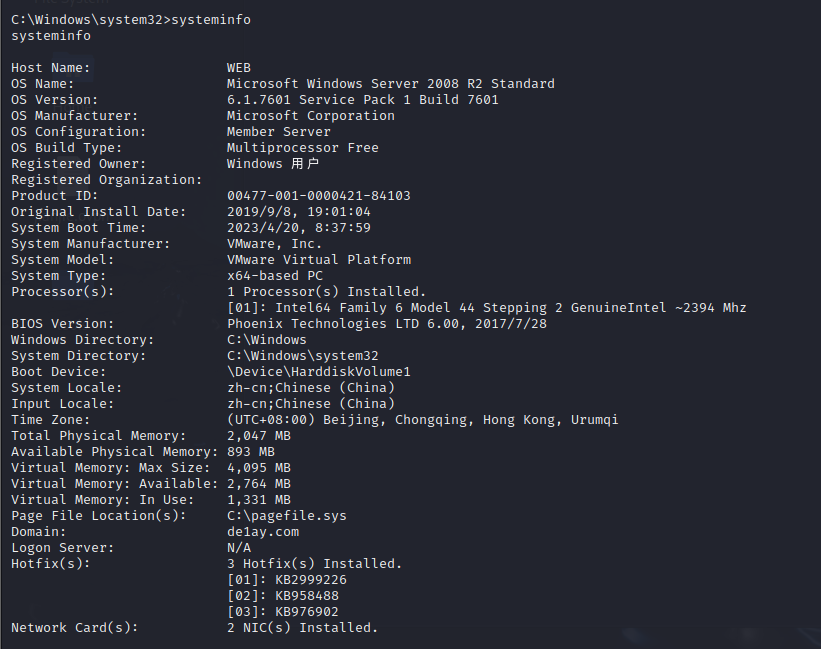 C:\Windows\system32>systeminfo
systeminfo
Host Name: WEB
OS Name: Microsoft Windows Server 2008 R2 Standard
OS Version: 6.1.7601 Service Pack 1 Build 7601
OS Manufacturer: Microsoft Corporation
OS Configuration: Member Server
OS Build Type: Multiprocessor Free
Registered Owner: Windows 用户
Registered Organization:
Product ID: 00477-001-0000421-84103
Original Install Date: 2019/9/8, 19:01:04
System Boot Time: 2023/4/20, 8:37:59
System Manufacturer: VMware, Inc.
System Model: VMware Virtual Platform
System Type: x64-based PC
Processor(s): 1 Processor(s) Installed.
[01]: Intel64 Family 6 Model 44 Stepping 2 GenuineIntel ~2394 Mhz
BIOS Version: Phoenix Technologies LTD 6.00, 2017/7/28
Windows Directory: C:\Windows
System Directory: C:\Windows\system32
Boot Device: \Device\HarddiskVolume1
System Locale: zh-cn;Chinese (China)
Input Locale: zh-cn;Chinese (China)
Time Zone: (UTC+08:00) Beijing, Chongqing, Hong Kong, Urumqi
Total Physical Memory: 2,047 MB
Available Physical Memory: 893 MB
Virtual Memory: Max Size: 4,095 MB
Virtual Memory: Available: 2,764 MB
Virtual Memory: In Use: 1,331 MB
Page File Location(s): C:\pagefile.sys
Domain: de1ay.com
Logon Server: N/A
Hotfix(s): 3 Hotfix(s) Installed.
[01]: KB2999226
[02]: KB958488
[03]: KB976902
Network Card(s): 2 NIC(s) Installed.